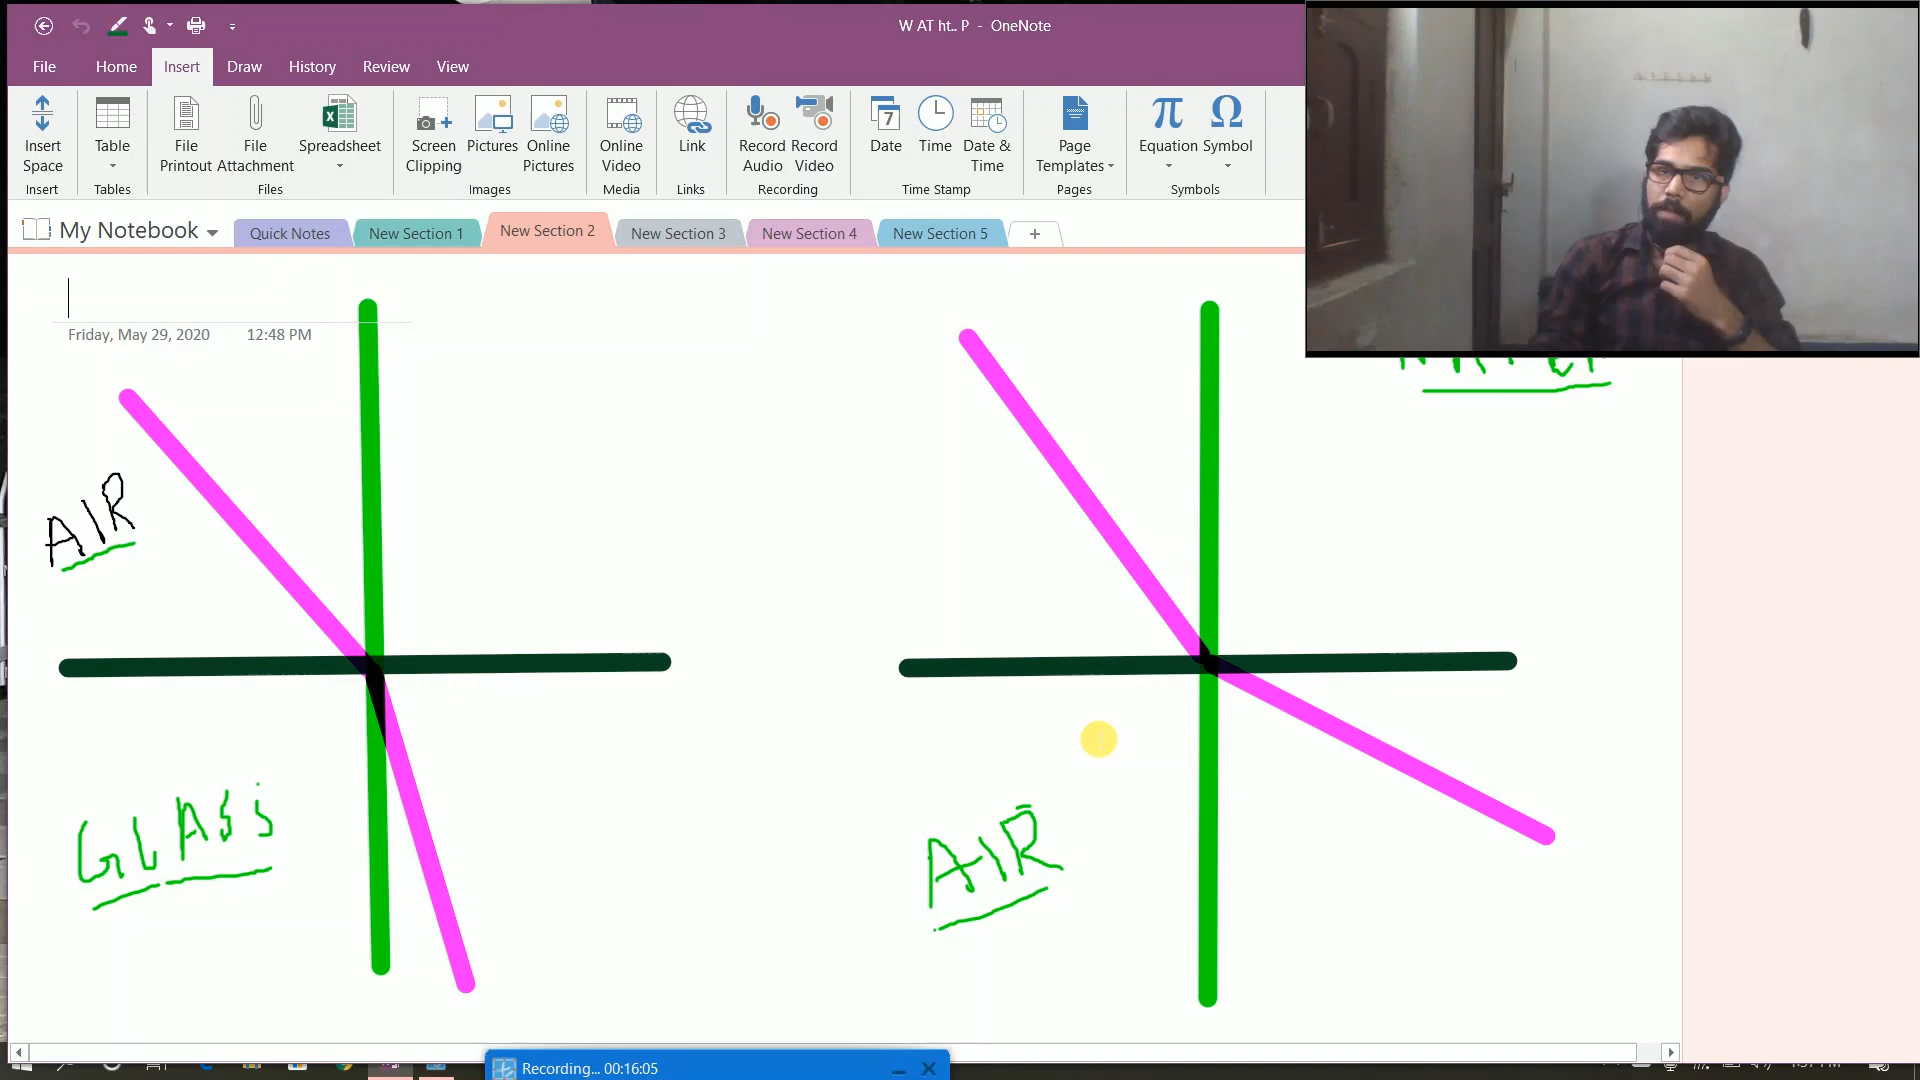 W AT ht.. P - OneNote
File Home Insert Draw History Review View
Insert Space
Table
File Printout
File Attachment
Spreadsheet
Screen Clipping
Pictures
Online Pictures
Online Video
Link
Record Audio
Record Video
Date
Time
Date & Time
Page Templates
Equation
Symbol
Insert Tables Files Images Media Links Recording Time Stamp Pages Symbols
My Notebook Quick Notes New Section 1 New Section 2 New Section 3 New Section 4 New Section 5 +
Friday, May 29, 2020 12:48 PM
AIR
GLASS
AIR
Recording... 00:16:05